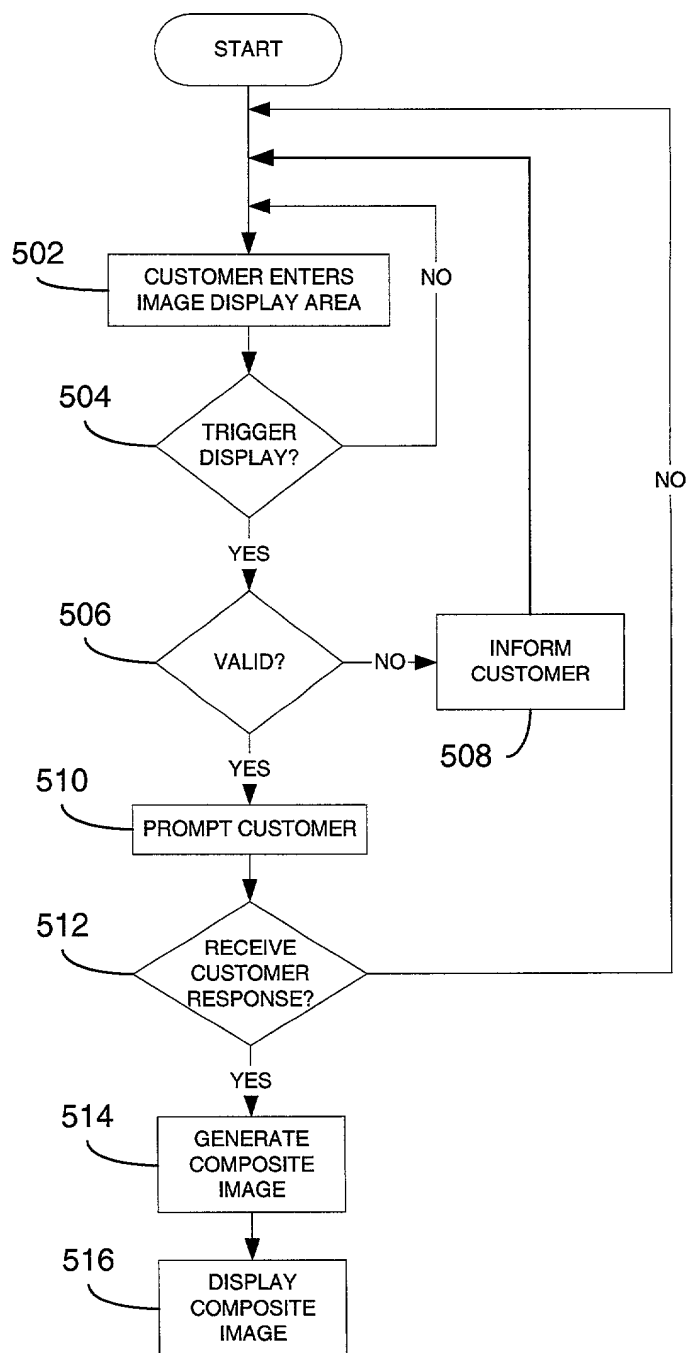 START
502
CUSTOMER ENTERS
IMAGE DISPLAY AREA
NO
504
TRIGGER
DISPLAY?
NO
YES
506
VALID?
NO
INFORM
CUSTOMER
508
YES
510
PROMPT CUSTOMER
512
RECEIVE
CUSTOMER
RESPONSE?
YES
514
GENERATE
COMPOSITE
IMAGE
516
DISPLAY
COMPOSITE
IMAGE